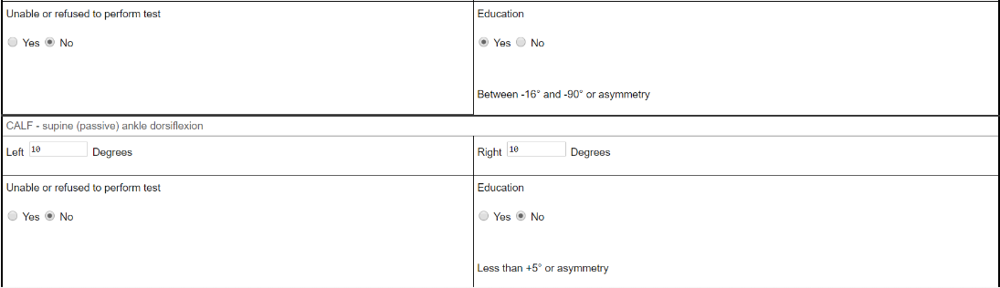 Unable or refused to perform test
Yes No
Education
Yes No
Between -16° and -90° or asymmetry
CALF - supine (passive) ankle dorsiflexion
Left 10 Degrees
Right 10 Degrees
Unable or refused to perform test
Yes No
Education
Yes No
Less than +5° or asymmetry